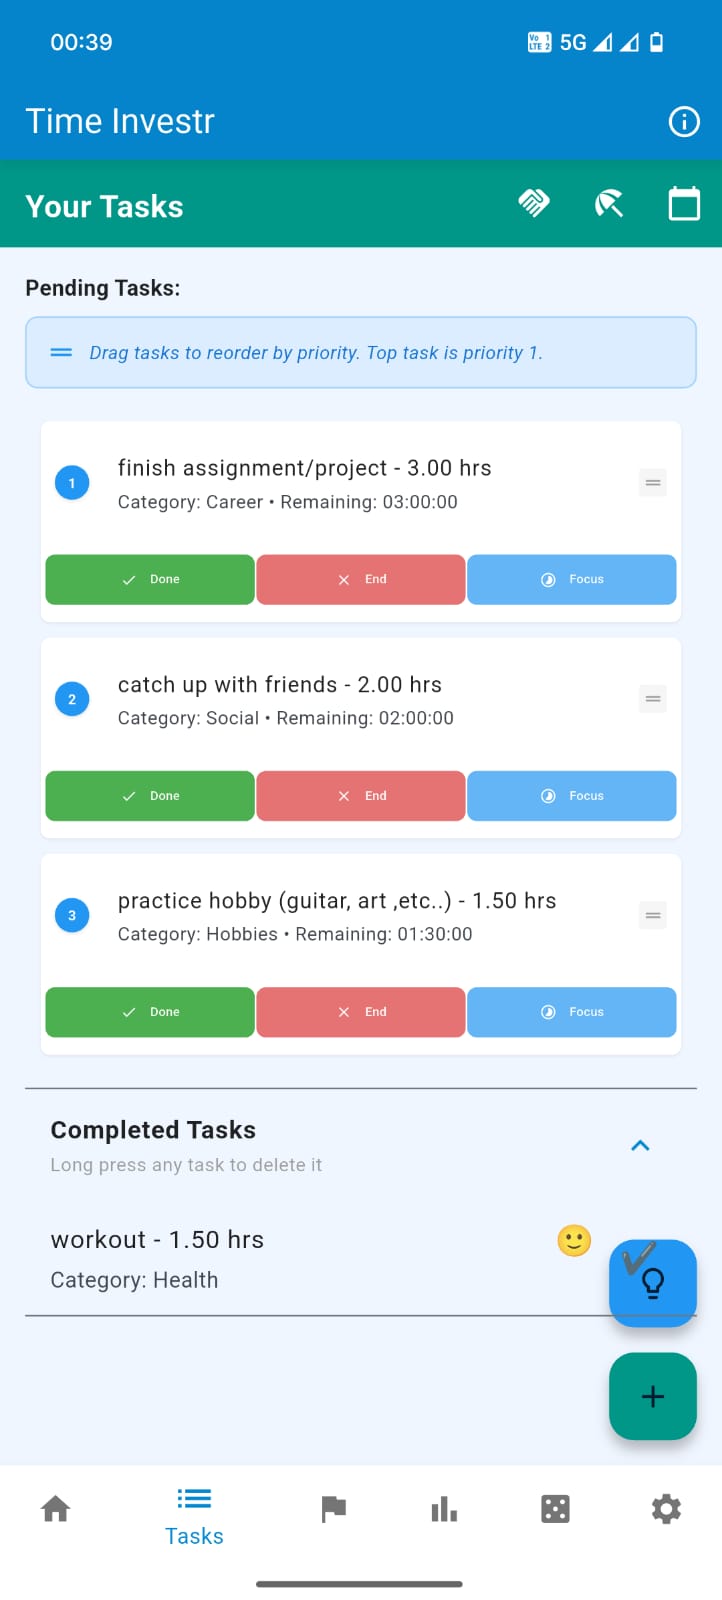 00:39
Vo 1
LTE 2
5G
Time Investr
Your Tasks
Pending Tasks:
Drag tasks to reorder by priority. Top task is priority 1.
1
finish assignment/project - 3.00 hrs
Category: Career • Remaining: 03:00:00
Done
End
Focus
2
catch up with friends - 2.00 hrs
Category: Social • Remaining: 02:00:00
Done
End
Focus
3
practice hobby (guitar, art ,etc..) - 1.50 hrs
Category: Hobbies • Remaining: 01:30:00
Done
End
Focus
Completed Tasks
Long press any task to delete it
workout - 1.50 hrs
Category: Health
Tasks